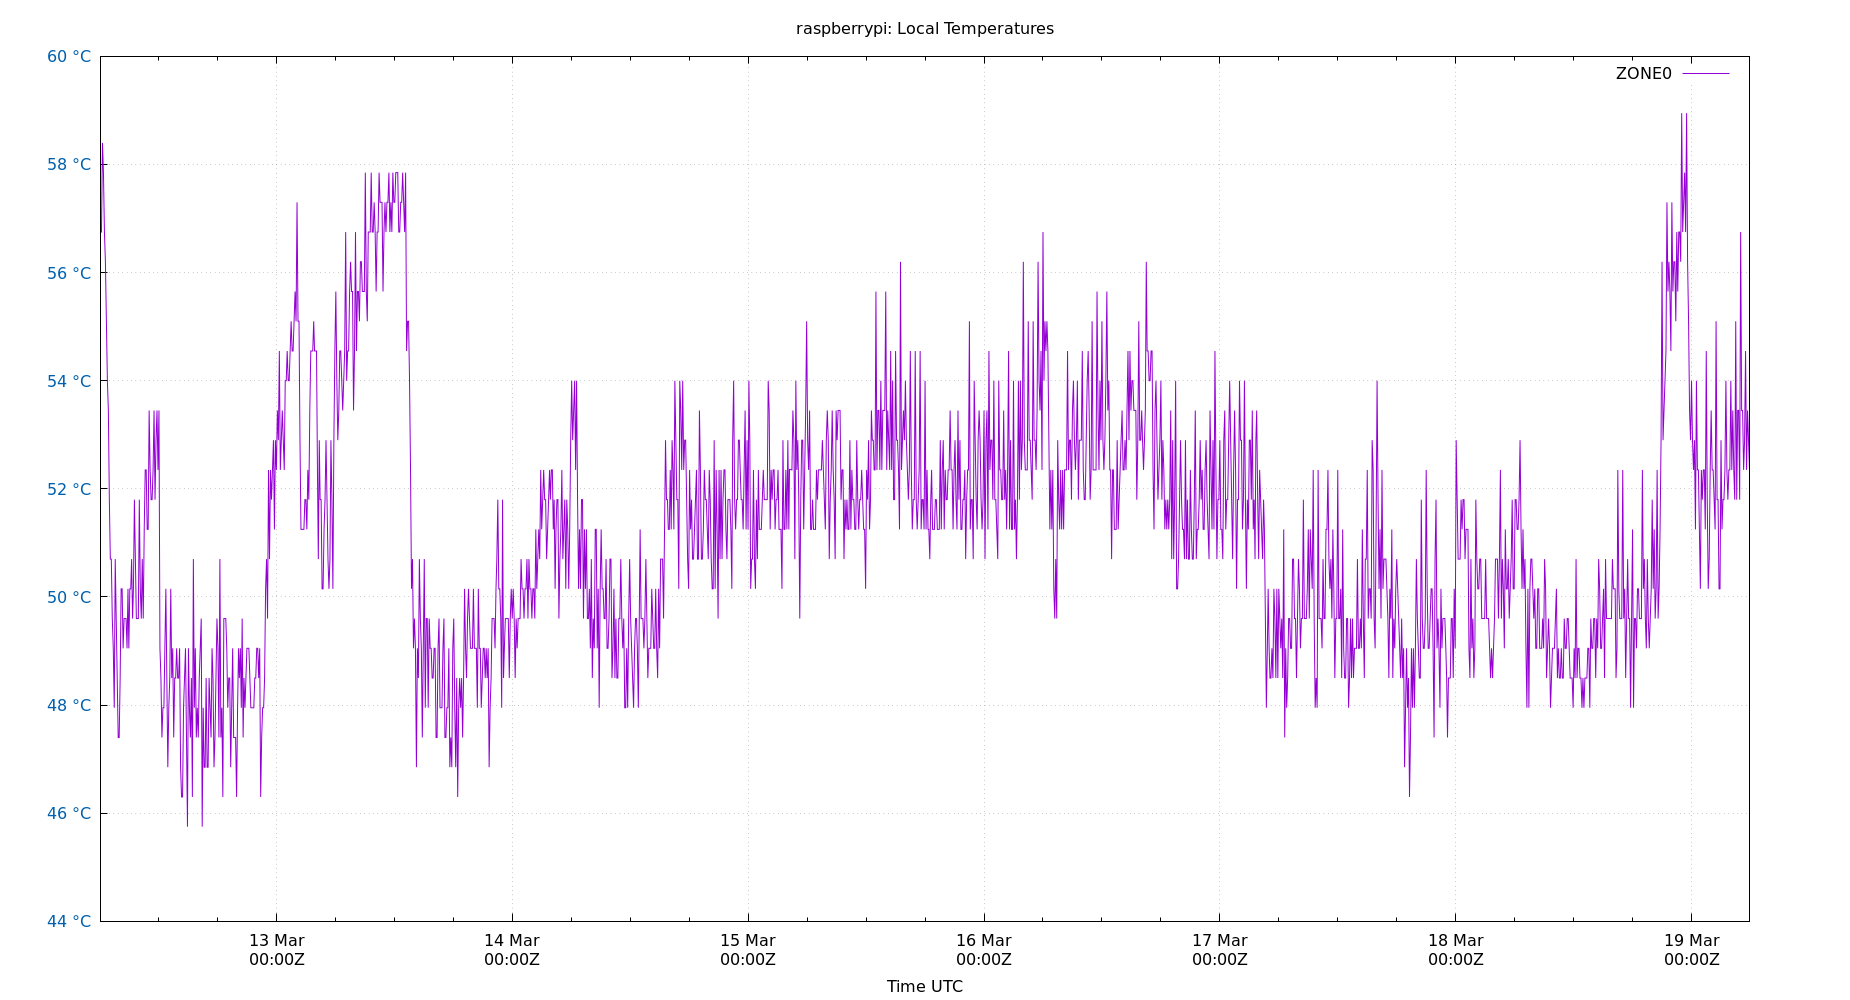 raspberrypi: Local Temperatures
60 °C
ZONE0
58 °C
56 °C
54 °C
52 °C
50 °C
48 °C
46 °C
44 °C
13 Mar 14 Mar 15 Mar 16 Mar 17 Mar 18 Mar 19 Mar
00:00Z 00:00Z 00:00Z 00:00Z 00:00Z 00:00Z 00:00Z
Time UTC